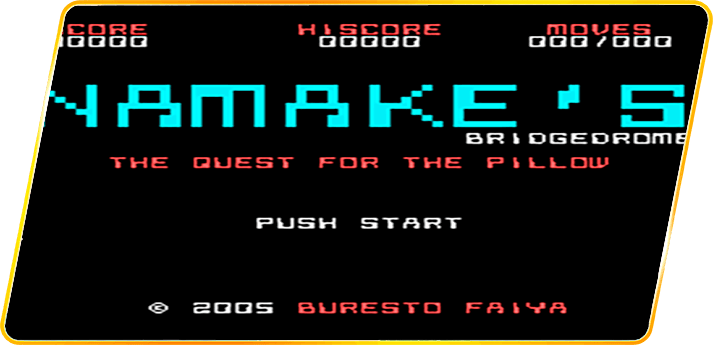 CORE HISCORE MOVES
0000 00000 000/000
NAMAKE'S
BRIDGEDROME
THE QUEST FOR THE PILLOW
PUSH START
© 2005 BURESTO FAIYA